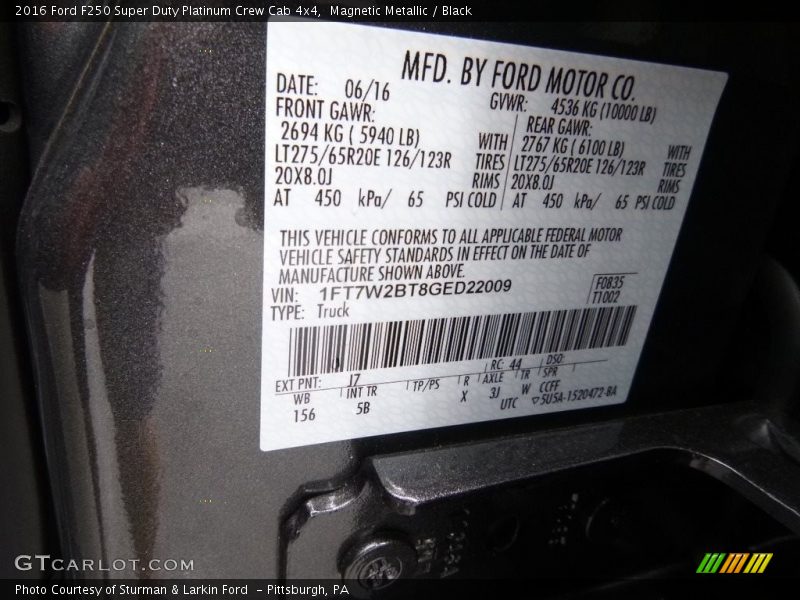 2016 Ford F250 Super Duty Platinum Crew Cab 4x4,  Magnetic Metallic / Black
MFD. BY FORD MOTOR CO.
DATE: 06/16
GVWR: 4536 KG (10000 LB)
FRONT GAWR:
2694 KG ( 5940 LB) WITH
LT275/65R20E 126/123R TIRES
20X8.0J RIMS
AT 450 kPa/ 65 PSI COLD
REAR GAWR:
2767 KG ( 6100 LB) WITH
LT275/65R20E 126/123R TIRES
20X8.0J RIMS
AT 450 kPa/ 65 PSI COLD
THIS VEHICLE CONFORMS TO ALL APPLICABLE FEDERAL MOTOR
VEHICLE SAFETY STANDARDS IN EFFECT ON THE DATE OF
MANUFACTURE SHOWN ABOVE.
VIN: 1FT7W2BT8GED22009
TYPE: Truck
F0835
T1002
RC: 44 DSO:
EXT PNT: J7
WB INT TR TP/PS R AXLE TR SPR
156 5B X 3J W CCFF
UTC ▽5U5A-1520472-BA
GTCARLOT.COM
Photo Courtesy of Sturman & Larkin Ford  - Pittsburgh, PA